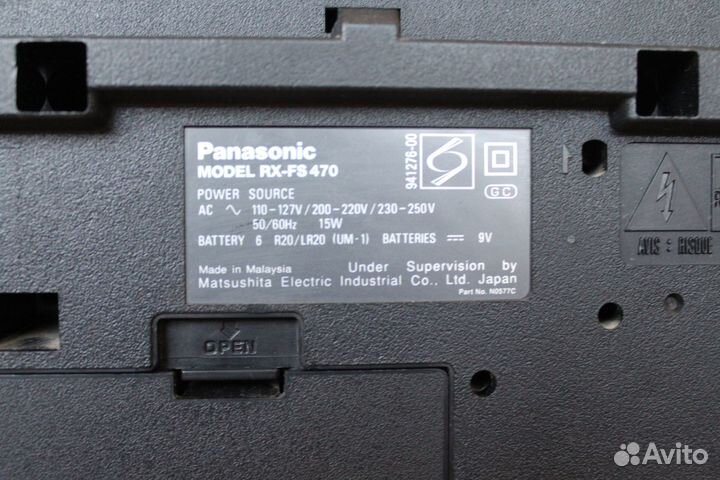 Panasonic
MODEL RX-FS470
POWER SOURCE
AC ∿ 110-127V/200-220V/230-250V
50/60Hz 15W
BATTERY 6 R20/LR20 (UM-1) BATTERIES ⎓ 9V
Made in Malaysia Under Supervision by
Matsushita Electric Industrial Co., Ltd. Japan
Part No. N0577C
941276-00
GC
AVIS : RISQUE
OPEN
Avito